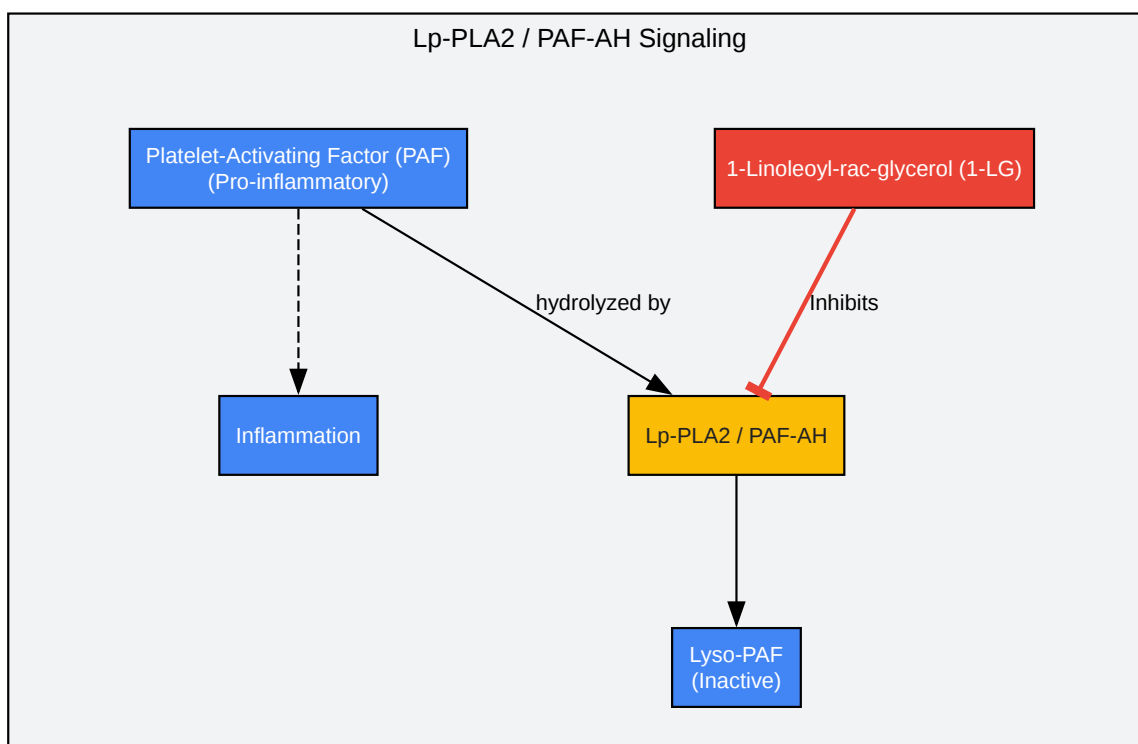 Lp-PLA2 / PAF-AH Signaling
Platelet-Activating Factor (PAF)
(Pro-inflammatory)
1-Linoleoyl-rac-glycerol (1-LG)
hydrolyzed by
Inhibits
Inflammation
Lp-PLA2 / PAF-AH
Lyso-PAF
(Inactive)